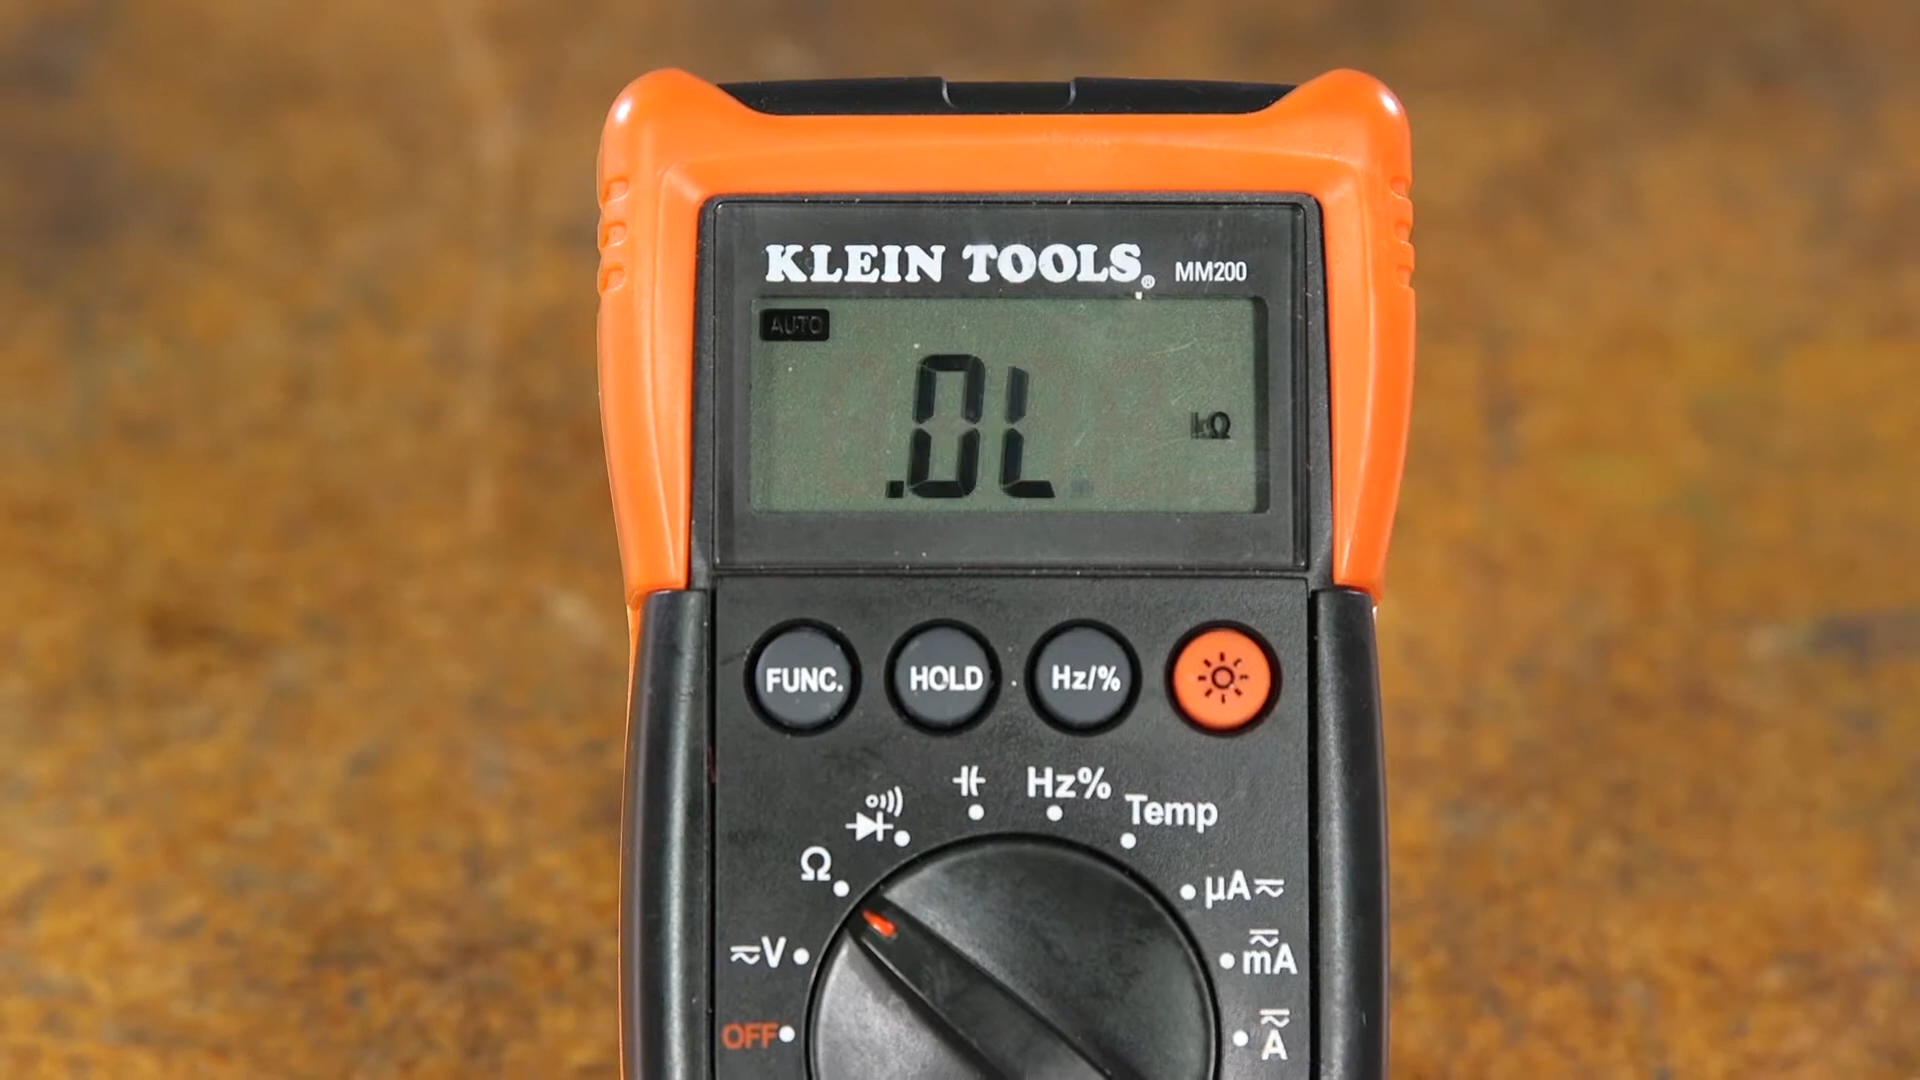 KLEIN TOOLS® MM200
AUTO
.0L kΩ
FUNC. HOLD Hz/%
Hz%
Temp
Ω
µA
V
mA
OFF
A